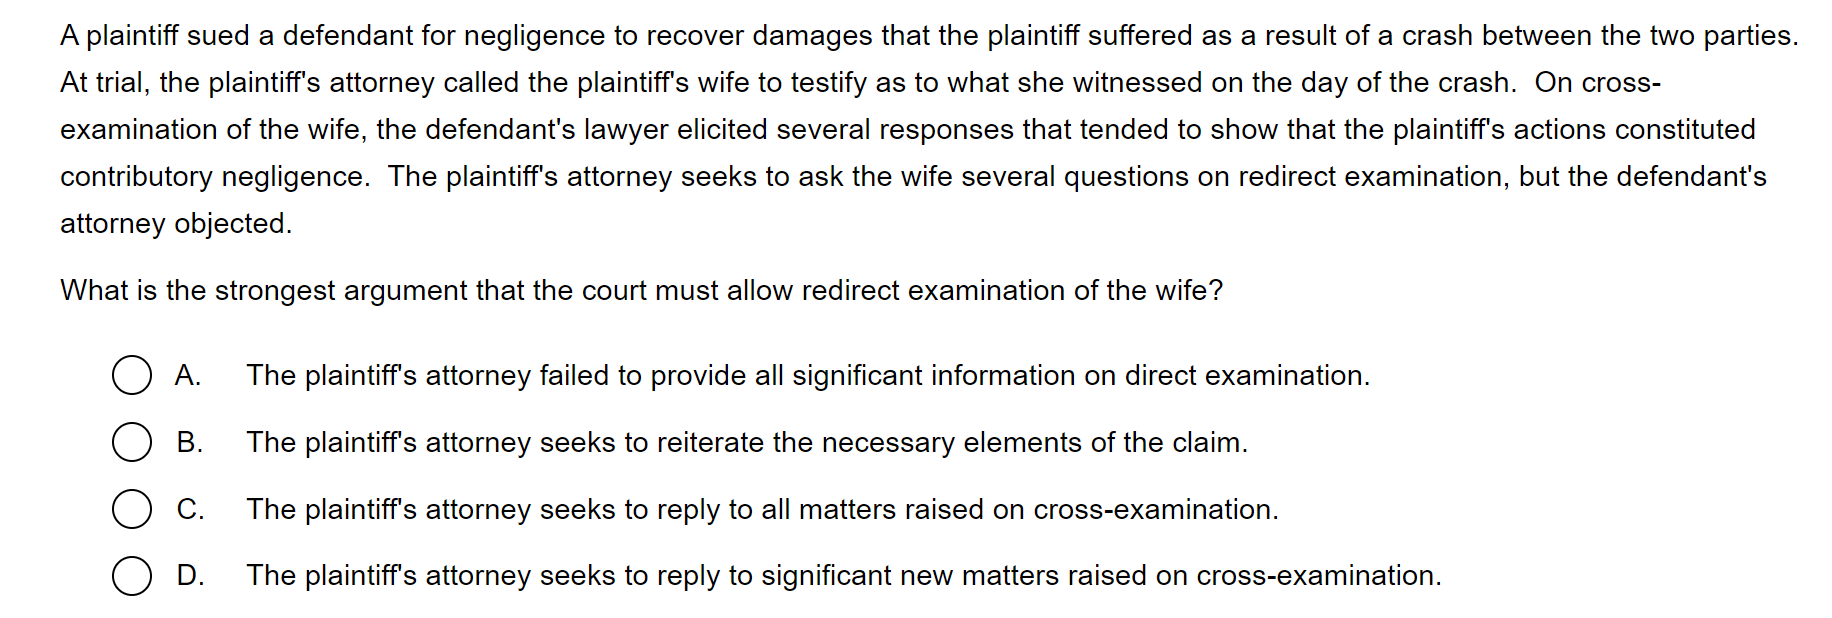 A plaintiff sued a defendant for negligence to recover damages that the plaintiff suffered as a result of a crash between the two parties.
At trial, the plaintiff's attorney called the plaintiff's wife to testify as to what she witnessed on the day of the crash.  On cross-
examination of the wife, the defendant's lawyer elicited several responses that tended to show that the plaintiff's actions constituted
contributory negligence.  The plaintiff's attorney seeks to ask the wife several questions on redirect examination, but the defendant's
attorney objected.
What is the strongest argument that the court must allow redirect examination of the wife?
A. The plaintiff's attorney failed to provide all significant information on direct examination.
B. The plaintiff's attorney seeks to reiterate the necessary elements of the claim.
C. The plaintiff's attorney seeks to reply to all matters raised on cross-examination.
D. The plaintiff's attorney seeks to reply to significant new matters raised on cross-examination.